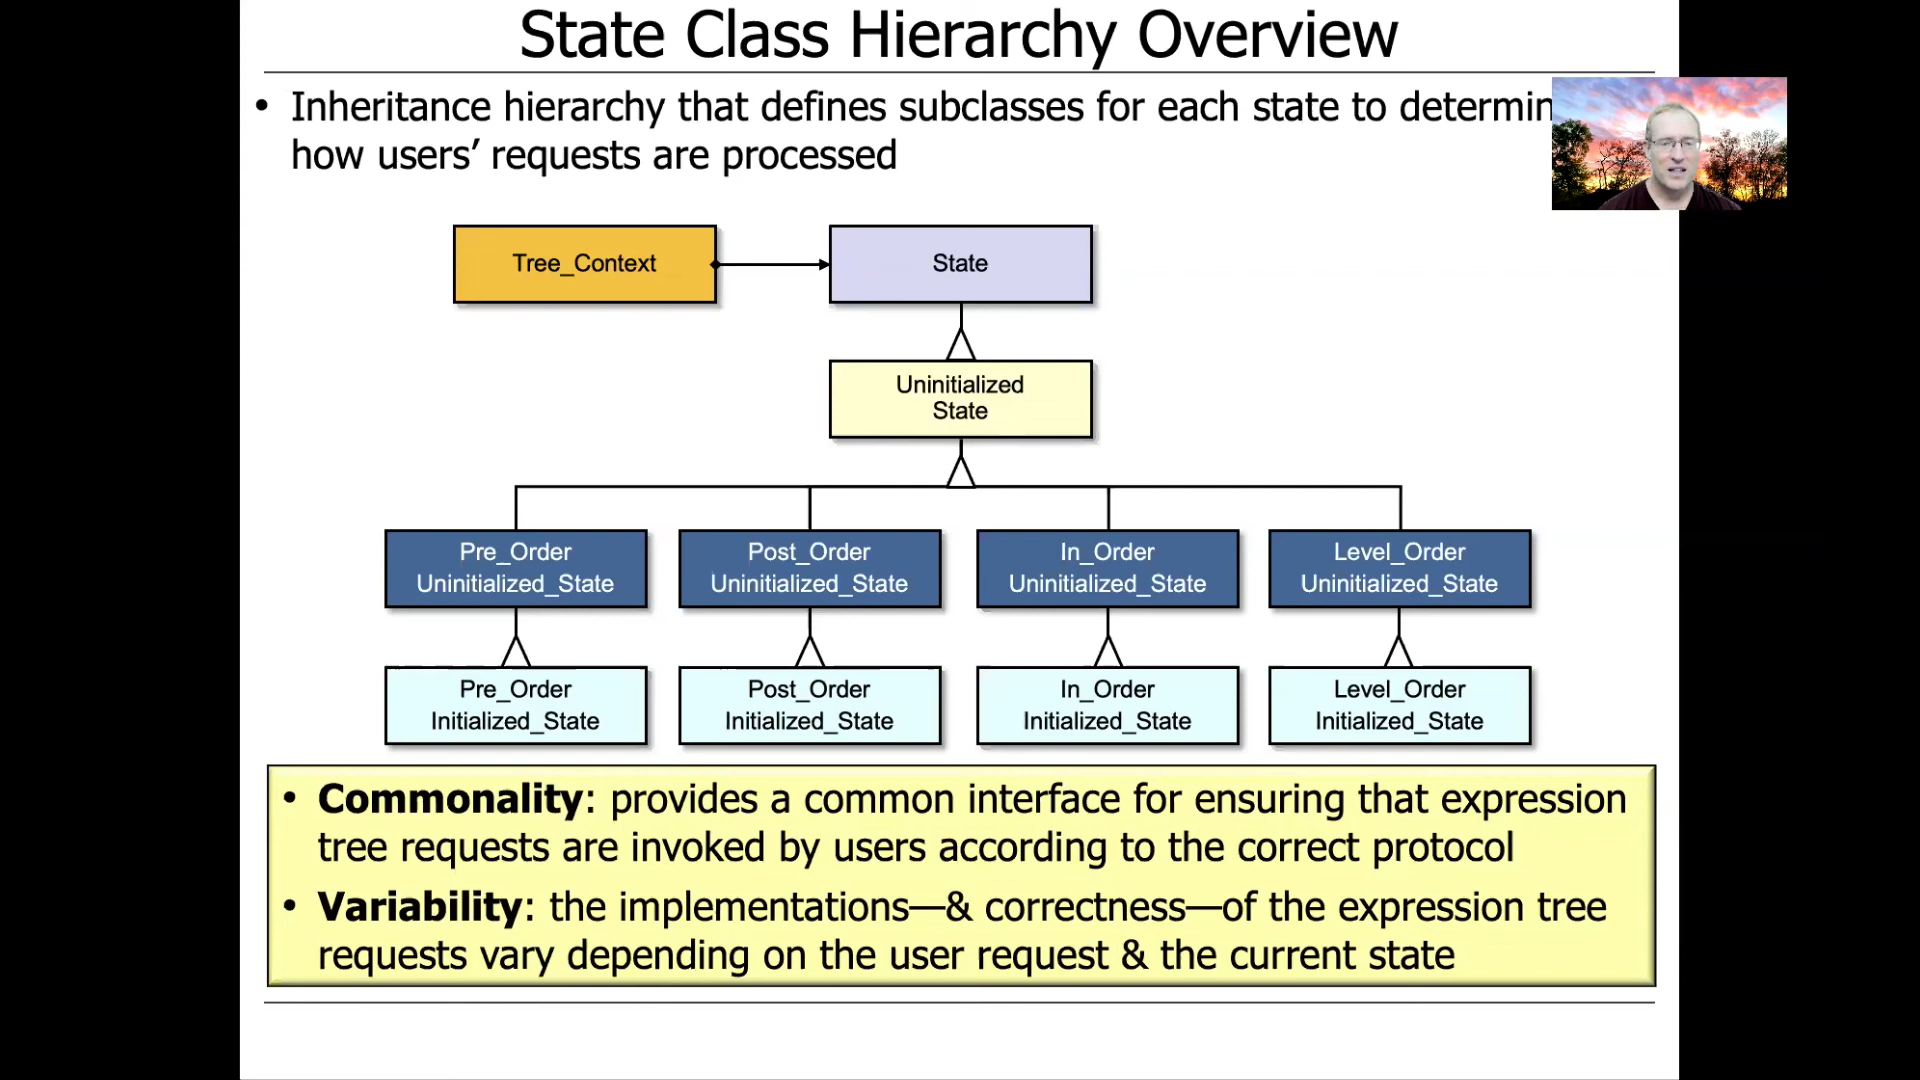 State Class Hierarchy Overview
• Inheritance hierarchy that defines subclasses for each state to determin
how users’ requests are processed
Tree_Context
State
Uninitialized
State
Pre_Order
Uninitialized_State
Post_Order
Uninitialized_State
In_Order
Uninitialized_State
Level_Order
Uninitialized_State
Pre_Order
Initialized_State
Post_Order
Initialized_State
In_Order
Initialized_State
Level_Order
Initialized_State
• Commonality: provides a common interface for ensuring that expression
tree requests are invoked by users according to the correct protocol
• Variability: the implementations—& correctness—of the expression tree
requests vary depending on the user request & the current state